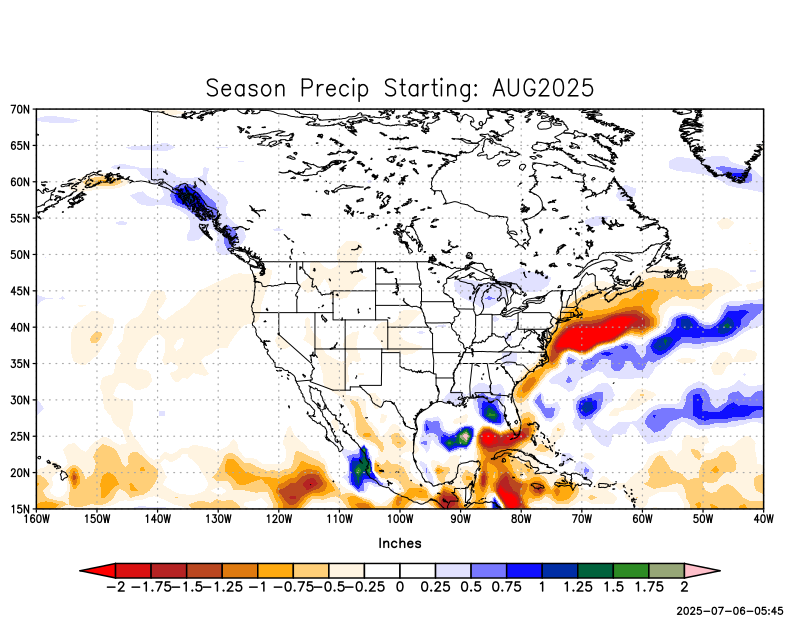 Season Precip Starting: AUG2025
70N
65N
60N
55N
50N
45N
40N
35N
30N
25N
20N
15N
160W 150W 140W 130W 120W 110W 100W 90W 80W 70W 60W 50W 40W
Inches
-2 -1.75 -1.5 -1.25 -1 -0.75 -0.5 -0.25 0 0.25 0.5 0.75 1 1.25 1.5 1.75 2
2025-07-06-05:45